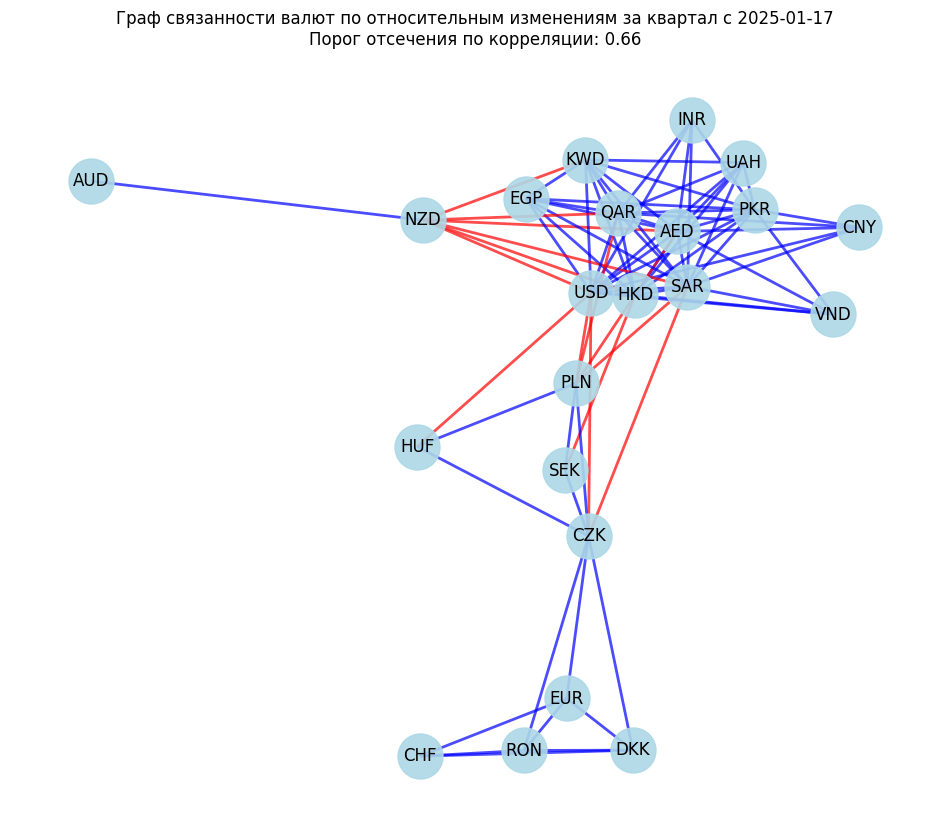 Граф связанности валют по относительным изменениям за квартал с 2025-01-17
Порог отсечения по корреляции: 0.66
INR
KWD
UAH
AUD
EGP
PKR
QAR
NZD
AED
CNY
USD
HKD
SAR
VND
PLN
HUF
SEK
CZK
EUR
CHF
RON
DKK